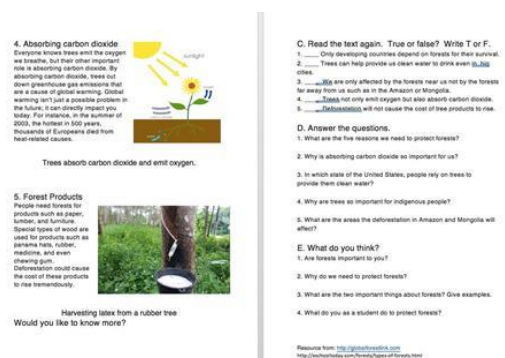 4. Absorbing carbon dioxide
Everyone knows trees emit the oxygen
we breathe, but their other important
role is absorbing carbon dioxide. By
absorbing carbon dioxide, trees cut
down greenhouse gas emissions that
are a cause of global warming. Global
warming isn't just a possible problem in
the future; it can directly impact you
today. For instance, in the summer of
2003, the hottest in 500 years,
thousands of Europeans died from
heat-related causes.
sunlight
Trees absorb carbon dioxide and emit oxygen.
5. Forest Products
People need forests for
products such as paper,
lumber, and furniture.
Special types of wood are
used for products such as
panama hats, rubber,
medicine, and even
chewing gum.
Deforestation could cause
the cost of these products
to rise tremendously.
Harvesting latex from a rubber tree
Would you like to know more?
C. Read the text again. True or false? Write T or F.
1. ____ Only developing countries depend on forests for their survival.
2. ____ Trees can help provide us clean water to drink even in big
cities.
3. ____ We are only affected by the forests near us not by the forests
far away from us such as in the Amazon or Mongolia.
4. ____ Trees not only emit oxygen but also absorb carbon dioxide.
5. ____ Deforestation will not cause the cost of tree products to rise.
D. Answer the questions.
1. What are the five reasons we need to protect forests?
2. Why is absorbing carbon dioxide so important for us?
3. In which state of the United States, people rely on trees to
provide them clean water?
4. Why are trees so important for indigenous people?
5. What are the areas the deforestation in Amazon and Mongolia will
affect?
E. What do you think?
1. Are forests important to you?
2. Why do we need to protect forests?
3. What are the two important things about forests? Give examples.
4. What do you as a student do to protect forests?
Resource from: http://globalforestlink.com
http://eschooltoday.com/forests/types-of-forests.html